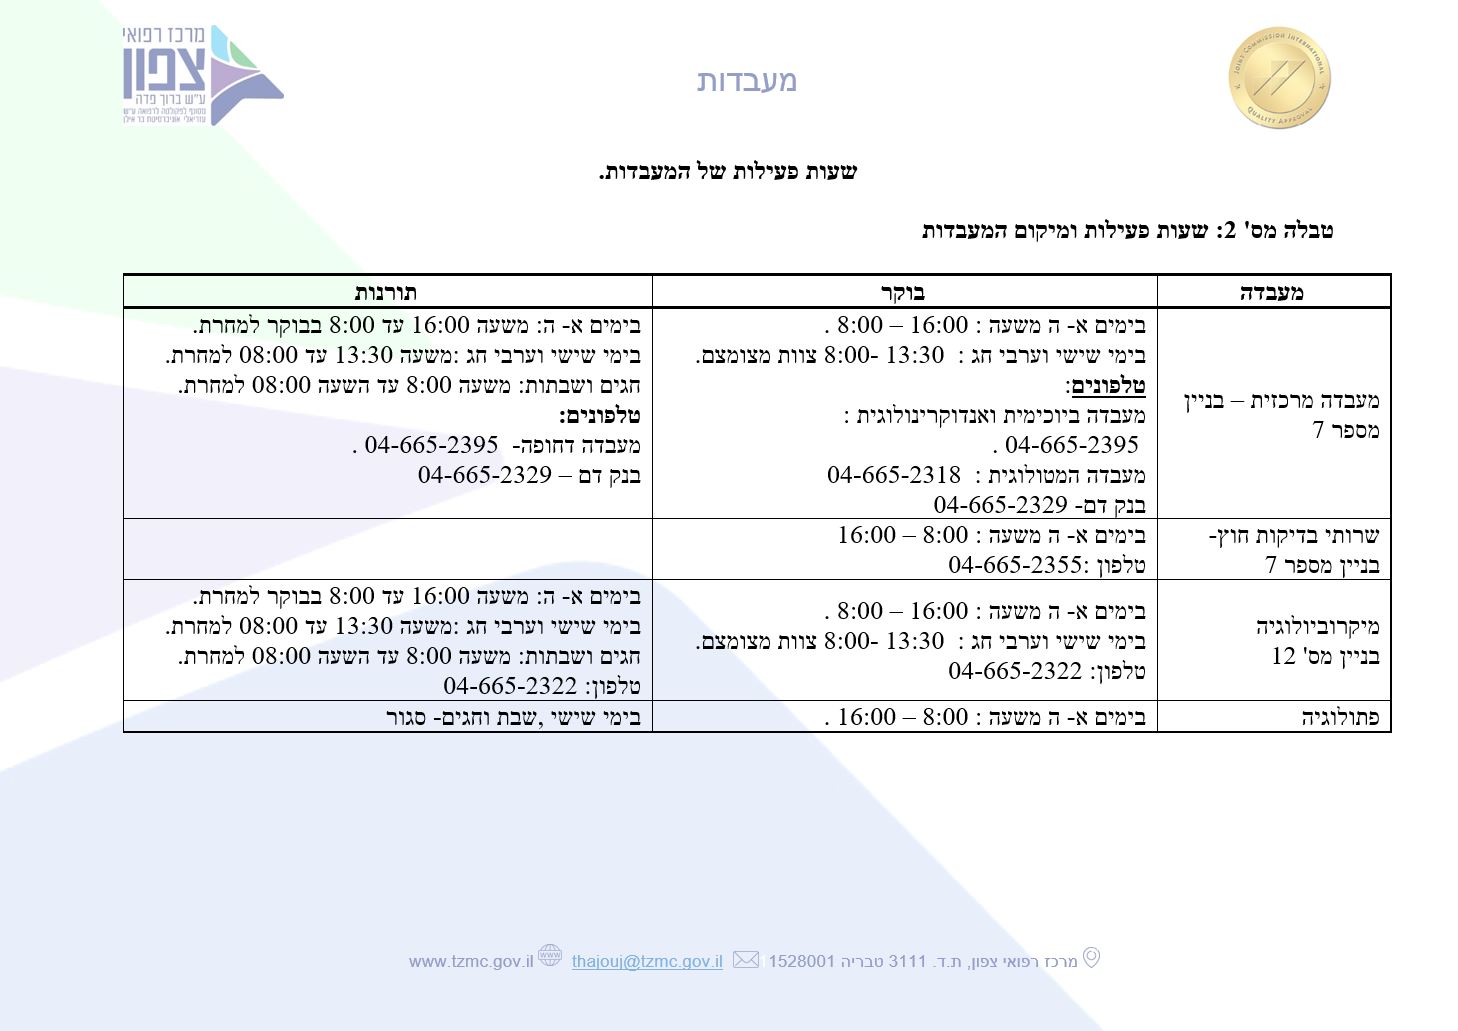 מרכז רפואי
צפון
ע"ש ברוך פדה
מסונף לפקולטה לרפואה ע"ש
עזריאלי אוניברסיטת בר אילן
מעבדות
JOINT COMMISSION INTERNATIONAL
QUALITY APPROVAL
שעות פעילות של המעבדות.
טבלה מס' 2: שעות פעילות ומיקום המעבדות
מעבדה
בוקר
תורנות
מעבדה מרכזית – בניין
מספר 7
בימים א- ה משעה : 16:00 – 8:00 .
בימי שישי וערבי חג : 13:30 -8:00 צוות מצומצם.
טלפונים:
מעבדה ביוכימית ואנדוקרינולוגית :
04-665-2395 .
מעבדה המטולוגית : 04-665-2318
בנק דם- 04-665-2329
בימים א- ה: משעה 16:00 עד 8:00 בבוקר למחרת.
בימי שישי וערבי חג :משעה 13:30 עד 08:00 למחרת.
חגים ושבתות: משעה 8:00 עד השעה 08:00 למחרת.
טלפונים:
מעבדה דחופה- 04-665-2395 .
בנק דם – 04-665-2329
שרותי בדיקות חוץ-
בניין מספר 7
בימים א- ה משעה : 8:00 – 16:00
טלפון :04-665-2355
מיקרוביולוגיה
בניין מס' 12
בימים א- ה משעה : 16:00 – 8:00 .
בימי שישי וערבי חג : 13:30 -8:00 צוות מצומצם.
טלפון: 04-665-2322
בימים א- ה: משעה 16:00 עד 8:00 בבוקר למחרת.
בימי שישי וערבי חג :משעה 13:30 עד 08:00 למחרת.
חגים ושבתות: משעה 8:00 עד השעה 08:00 למחרת.
טלפון: 04-665-2322
פתולוגיה
בימים א- ה משעה : 8:00 – 16:00 .
בימי שישי ,שבת וחגים- סגור
מרכז רפואי צפון, ת.ד. 3111 טבריה 1528001
thajouj@tzmc.gov.il
www.tzmc.gov.il